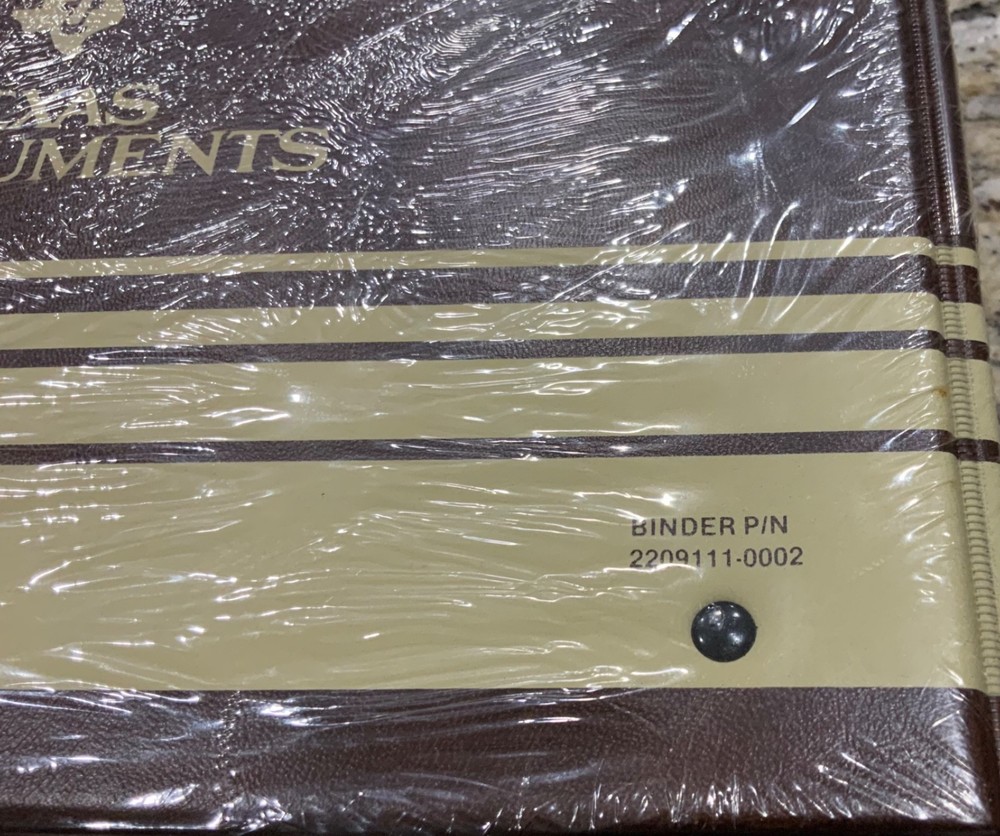 XAS
UMENTS
BINDER P/N
2209111-0002